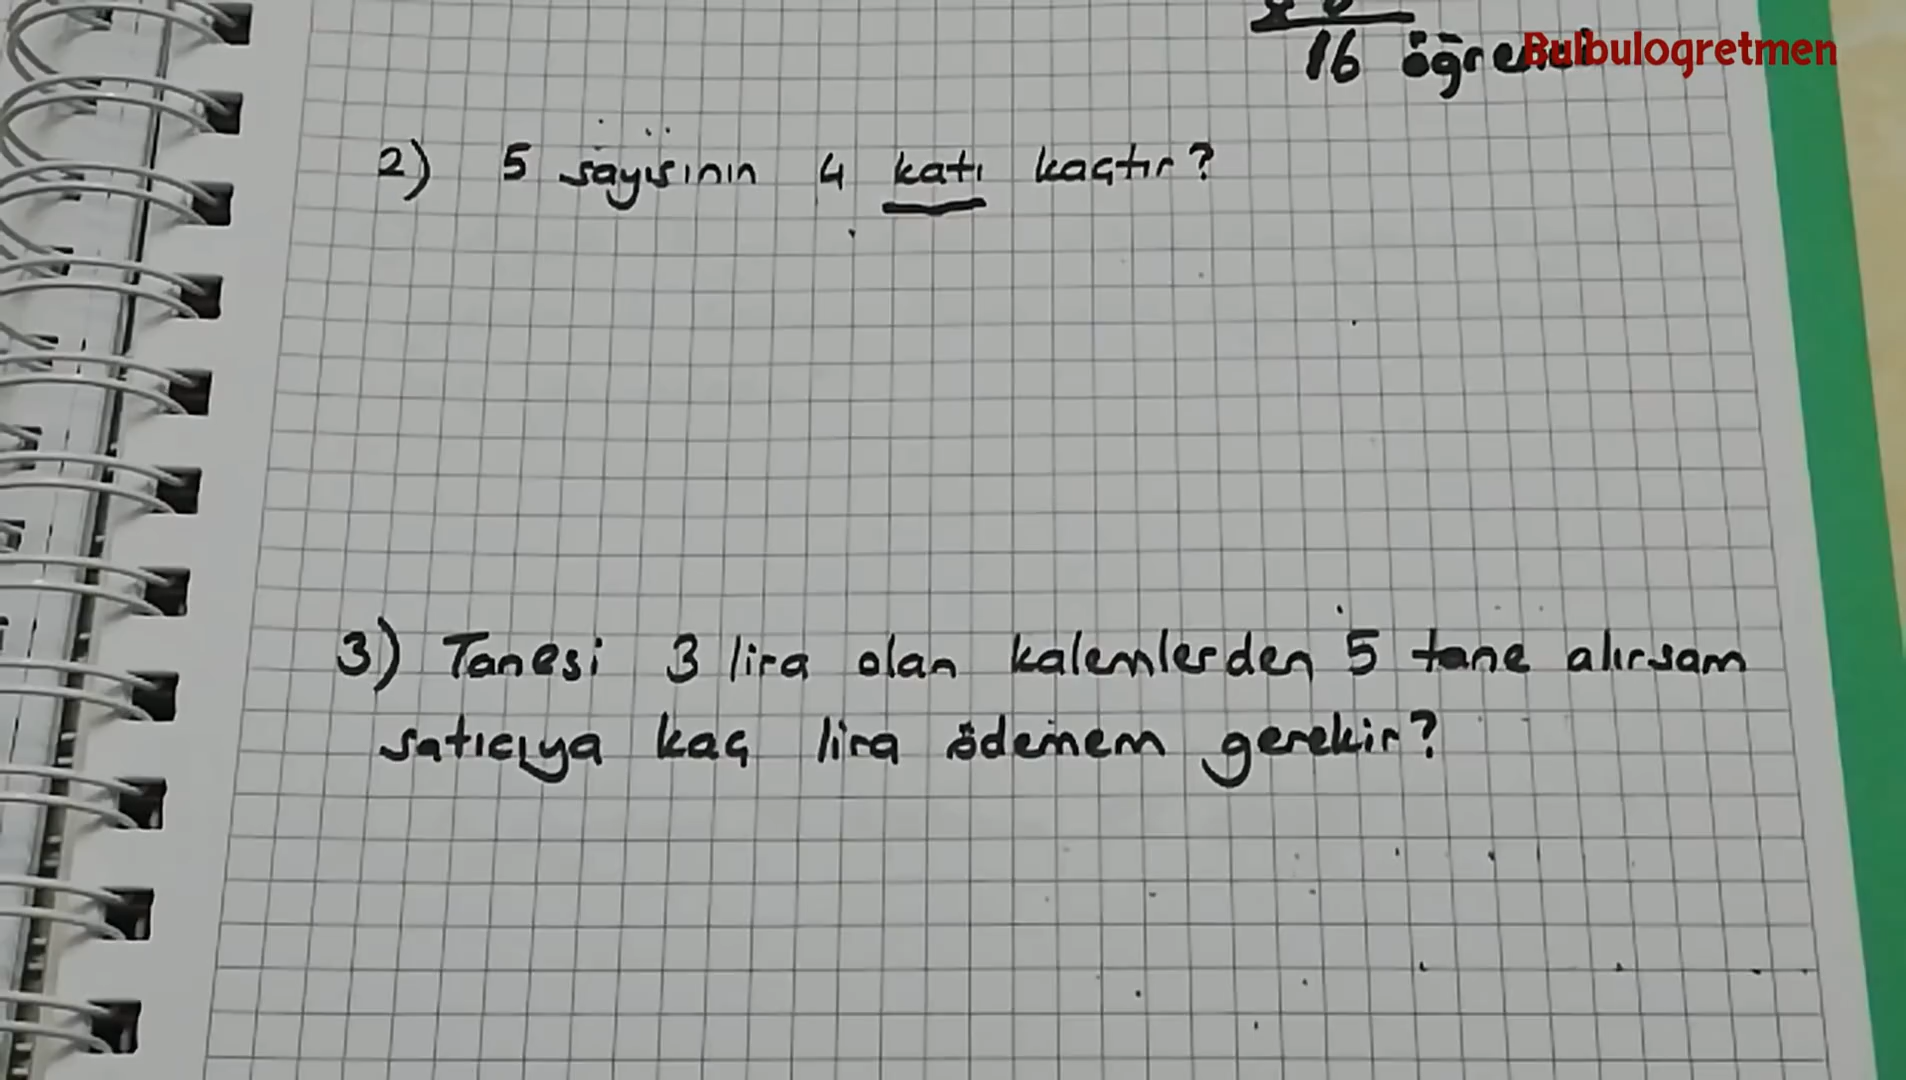 16
Bulbulogretmen
2) 5 sayısının 4 katı kaçtır?
3) Tanesi 3 lira olan kalemlerden 5 tane alırsam
satıcıya kaç lira ödemem gerekir?